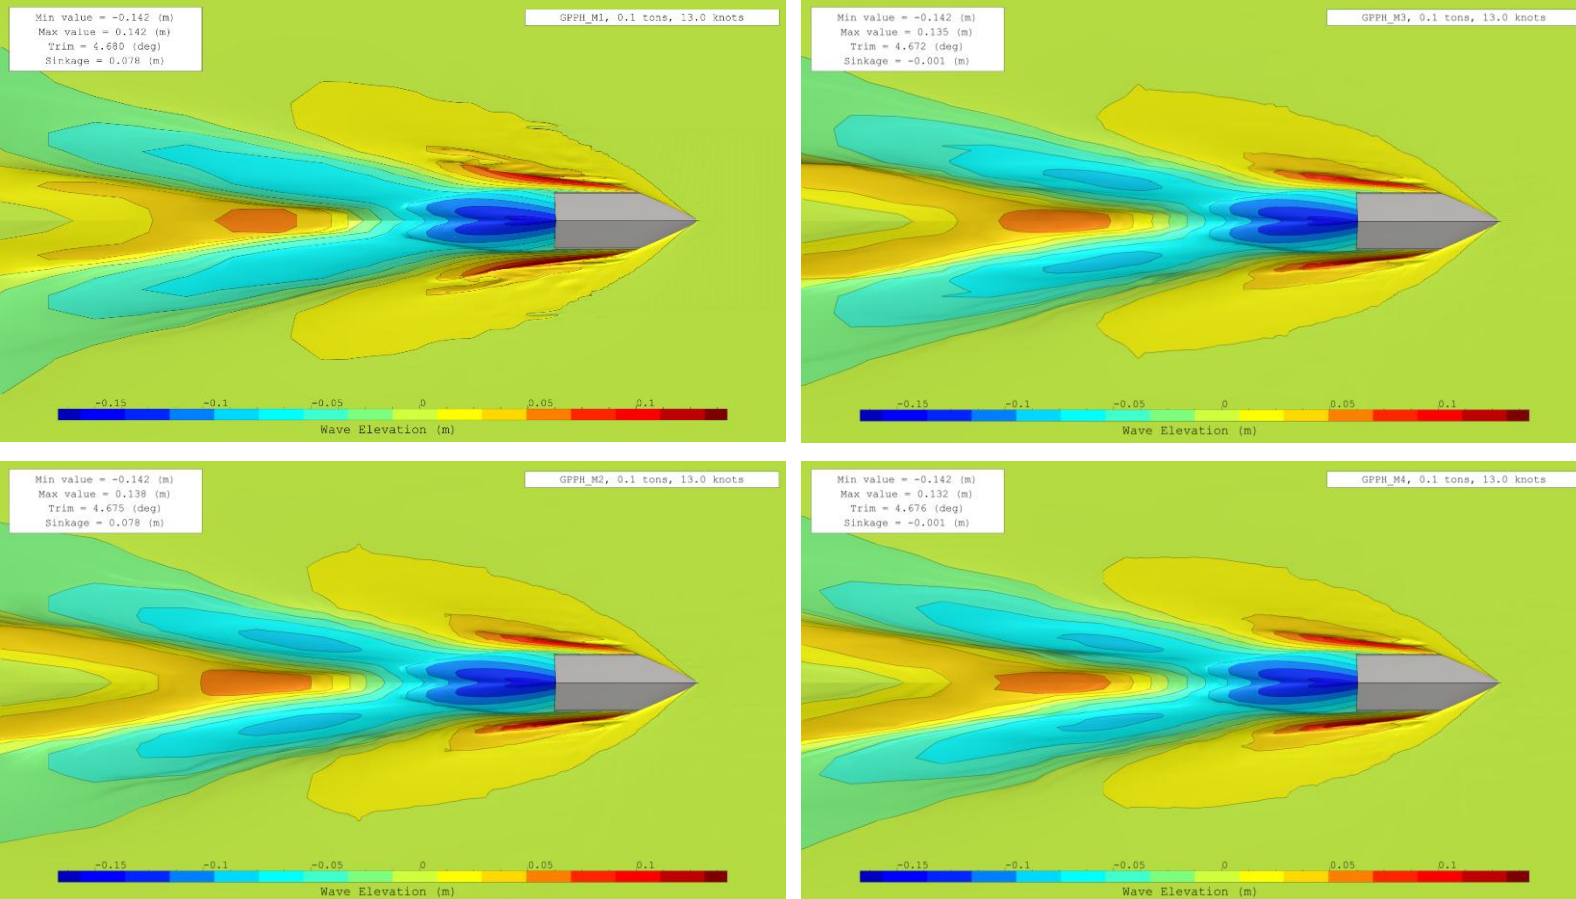 Min value = -0.142 (m)
Max value = 0.142 (m)
Trim = 4.680 (deg)
Sinkage = 0.078 (m)
GPPH_M1, 0.1 tons, 13.0 knots
-0.15 -0.1 -0.05 0 0.05 0.1
Wave Elevation (m)
Min value = -0.142 (m)
Max value = 0.135 (m)
Trim = 4.672 (deg)
Sinkage = -0.001 (m)
GPPH_M3, 0.1 tons, 13.0 knots
-0.15 -0.1 -0.05 0 0.05 0.1
Wave Elevation (m)
Min value = -0.142 (m)
Max value = 0.138 (m)
Trim = 4.675 (deg)
Sinkage = 0.078 (m)
GPPH_M2, 0.1 tons, 13.0 knots
-0.15 -0.1 -0.05 0 0.05 0.1
Wave Elevation (m)
Min value = -0.142 (m)
Max value = 0.132 (m)
Trim = 4.676 (deg)
Sinkage = -0.001 (m)
GPPH_M4, 0.1 tons, 13.0 knots
-0.15 -0.1 -0.05 0 0.05 0.1
Wave Elevation (m)